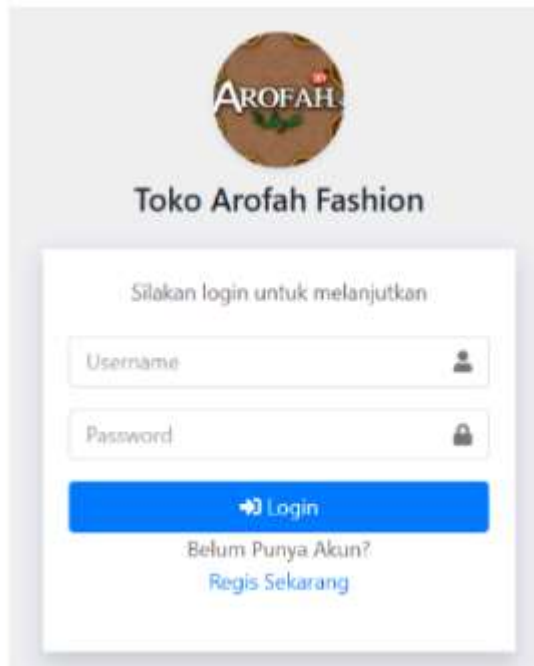 AROFAH
Toko Arofah Fashion
Silakan login untuk melanjutkan
Username
Password
Login
Belum Punya Akun?
Regis Sekarang